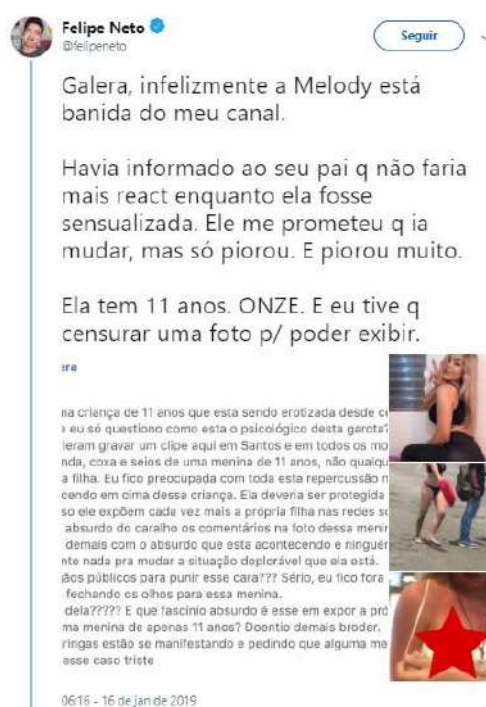 Felipe Neto
@felipeneto
Seguir
Galera, infelizmente a Melody está
banida do meu canal.
Havia informado ao seu pai q não faria
mais react enquanto ela fosse
sensualizada. Ele me prometeu q ia
mudar, mas só piorou. E piorou muito.
Ela tem 11 anos. ONZE. E eu tive q
censurar uma foto p/ poder exibir.
criança de 11 anos que esta sendo erotizada desde
eu só questiono como esta o psicológico desta garota?
gravar um clipe aqui em Santos e em todos os
coxa e seios de uma menina de 11 anos, não
a filha. Eu fico preocupada com toda esta repercussão
em cima dessa criança. Ela deveria ser protegida
so ele expõem cada vez mais a própria filha nas redes
absurdo do caralho os comentários na foto dessa
demais com o absurdo que esta acontecendo e
nada pra mudar a situação deplorável que ela está.
públicos para punir esse cara??? Sério, eu fico fora
fechando os olhos para essa menina.
dela????? E que fascínio absurdo é esse em expor a
menina de apenas 11 anos? Doentio demais broder.
estão se manifestando e pedindo que alguma
esse caso triste
06:16 - 16 de jan de 2019